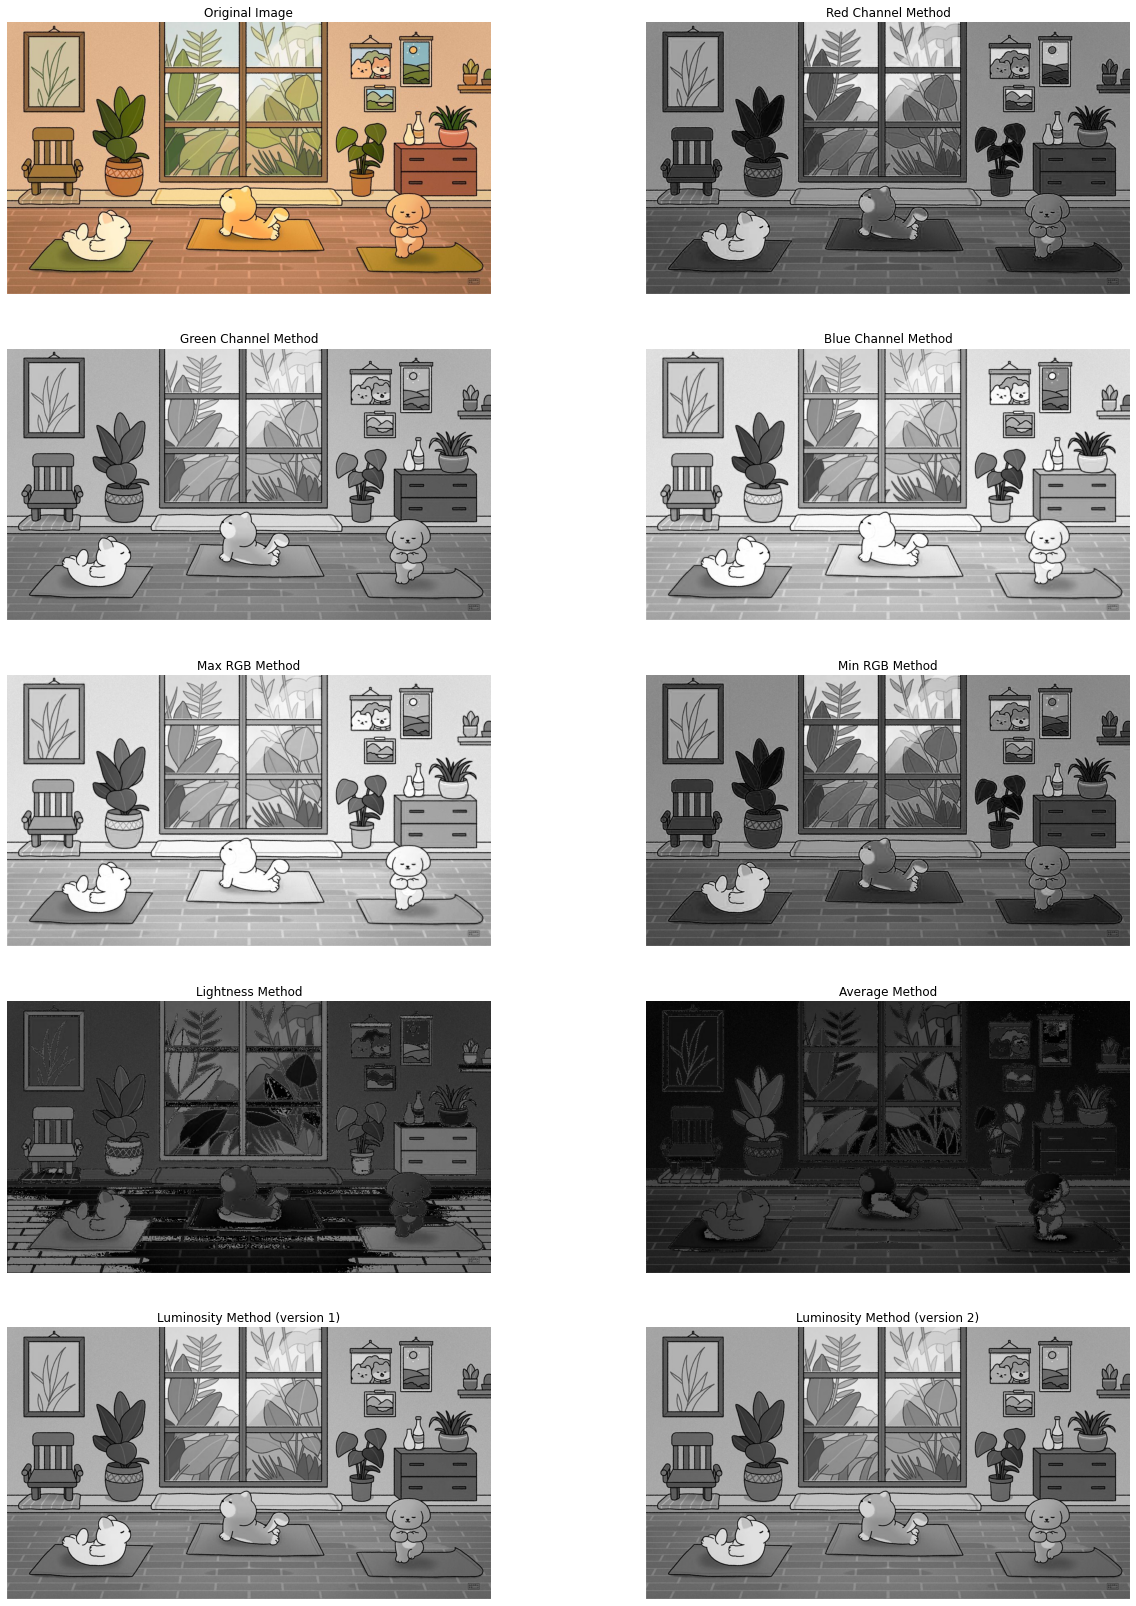 Original Image
Red Channel Method
Green Channel Method
Blue Channel Method
Max RGB Method
Min RGB Method
Lightness Method
Average Method
Luminosity Method (version 1)
Luminosity Method (version 2)